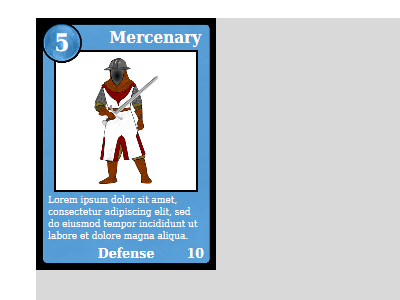 5
Mercenary
Lorem ipsum dolor sit amet,
consectetur adipiscing elit, sed
do eiusmod tempor incididunt ut
labore et dolore magna aliqua.
Defense 10